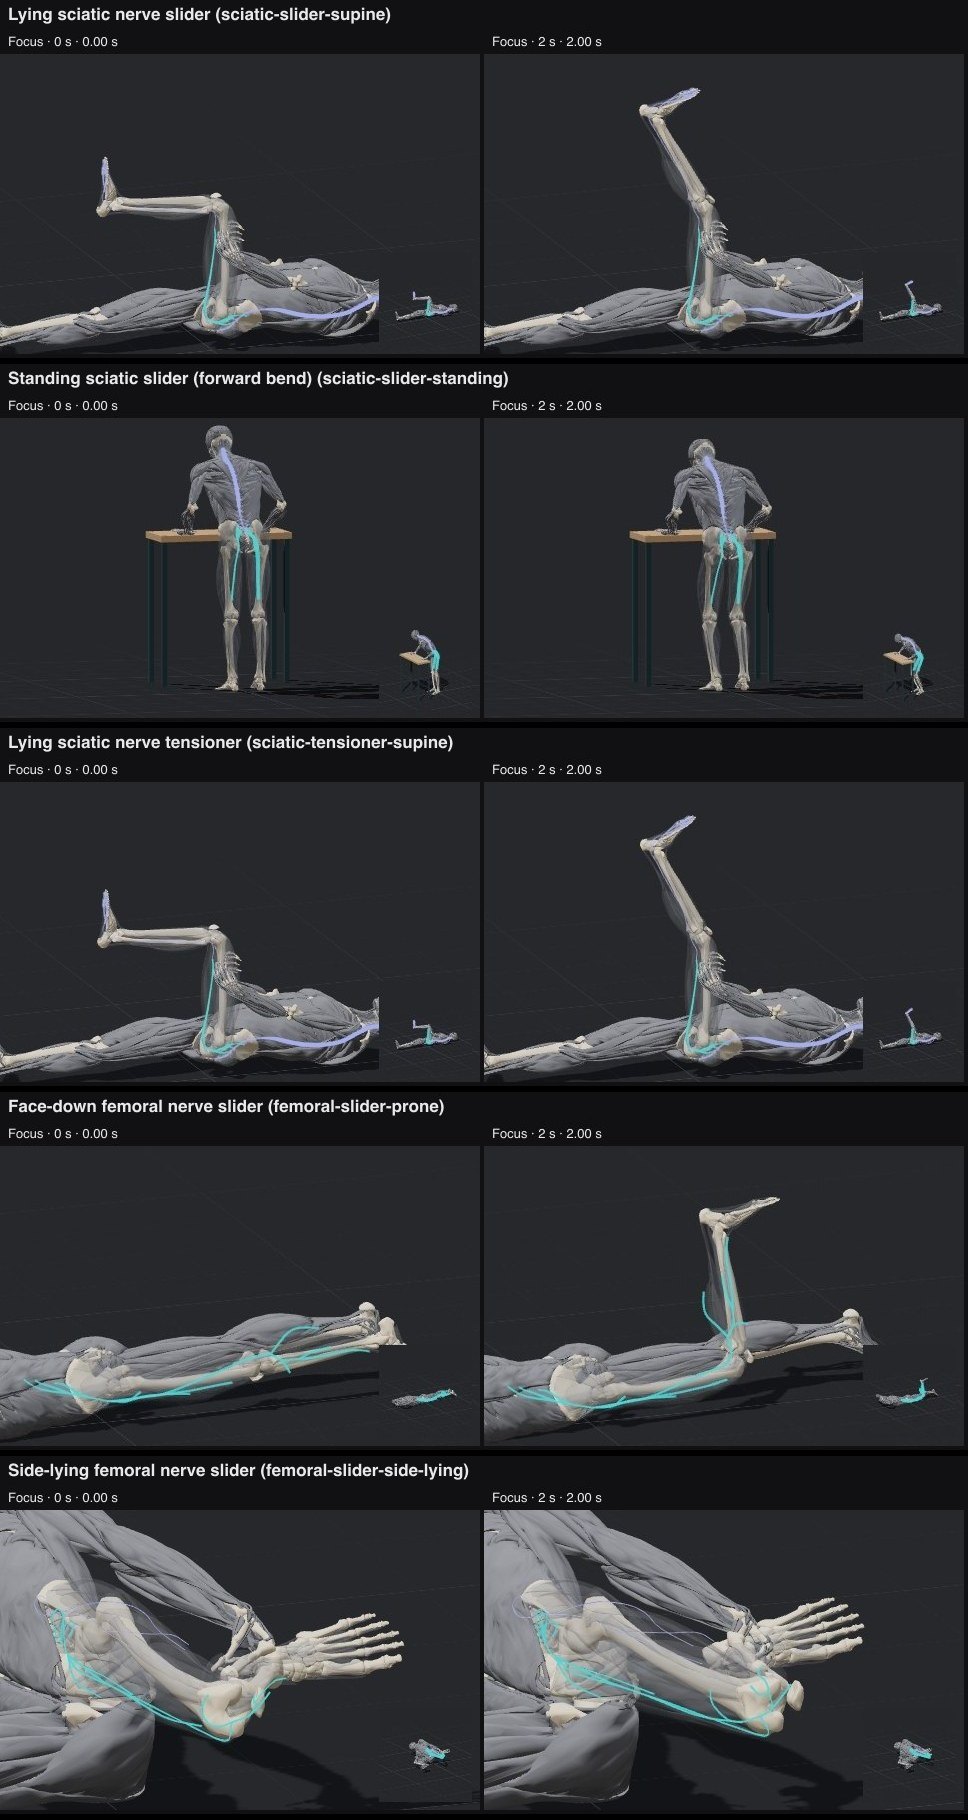 Lying sciatic nerve slider (sciatic-slider-supine)
Focus · 0 s · 0.00 s
Focus · 2 s · 2.00 s
Standing sciatic slider (forward bend) (sciatic-slider-standing)
Focus · 0 s · 0.00 s
Focus · 2 s · 2.00 s
Lying sciatic nerve tensioner (sciatic-tensioner-supine)
Focus · 0 s · 0.00 s
Focus · 2 s · 2.00 s
Face-down femoral nerve slider (femoral-slider-prone)
Focus · 0 s · 0.00 s
Focus · 2 s · 2.00 s
Side-lying femoral nerve slider (femoral-slider-side-lying)
Focus · 0 s · 0.00 s
Focus · 2 s · 2.00 s